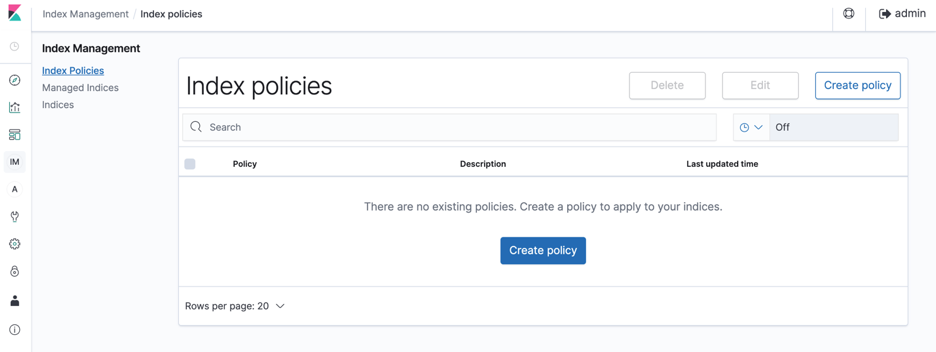 Index Management / Index policies
admin
Index Management
Index Policies
Managed Indices
Indices
IM
A
Index policies
Delete
Edit
Create policy
Search
Off
Policy Description Last updated time
There are no existing policies. Create a policy to apply to your indices.
Create policy
Rows per page: 20